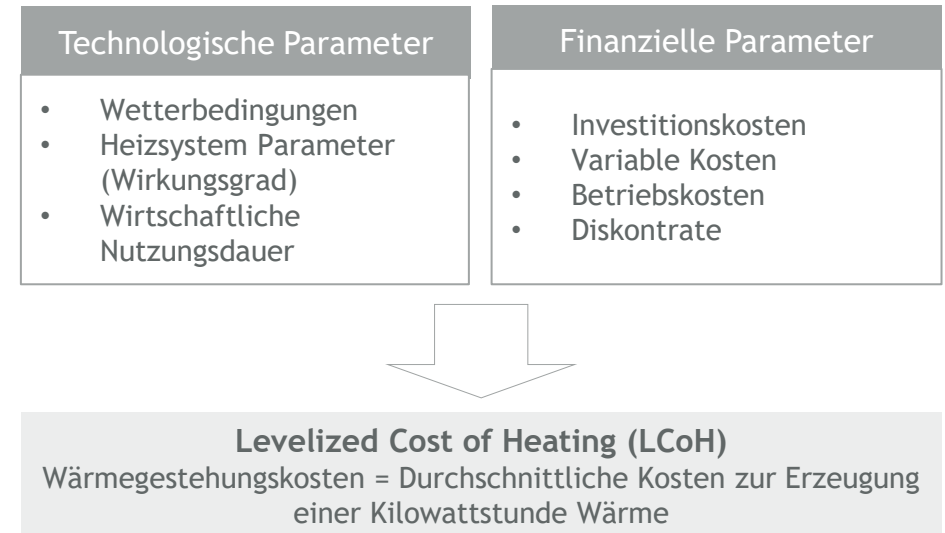 Technologische Parameter
• Wetterbedingungen
• Heizsystem Parameter
(Wirkungsgrad)
• Wirtschaftliche
Nutzungsdauer
Finanzielle Parameter
• Investitionskosten
• Variable Kosten
• Betriebskosten
• Diskontrate
Levelized Cost of Heating (LCoH)
Wärmegestehungskosten = Durchschnittliche Kosten zur Erzeugung
einer Kilowattstunde Wärme